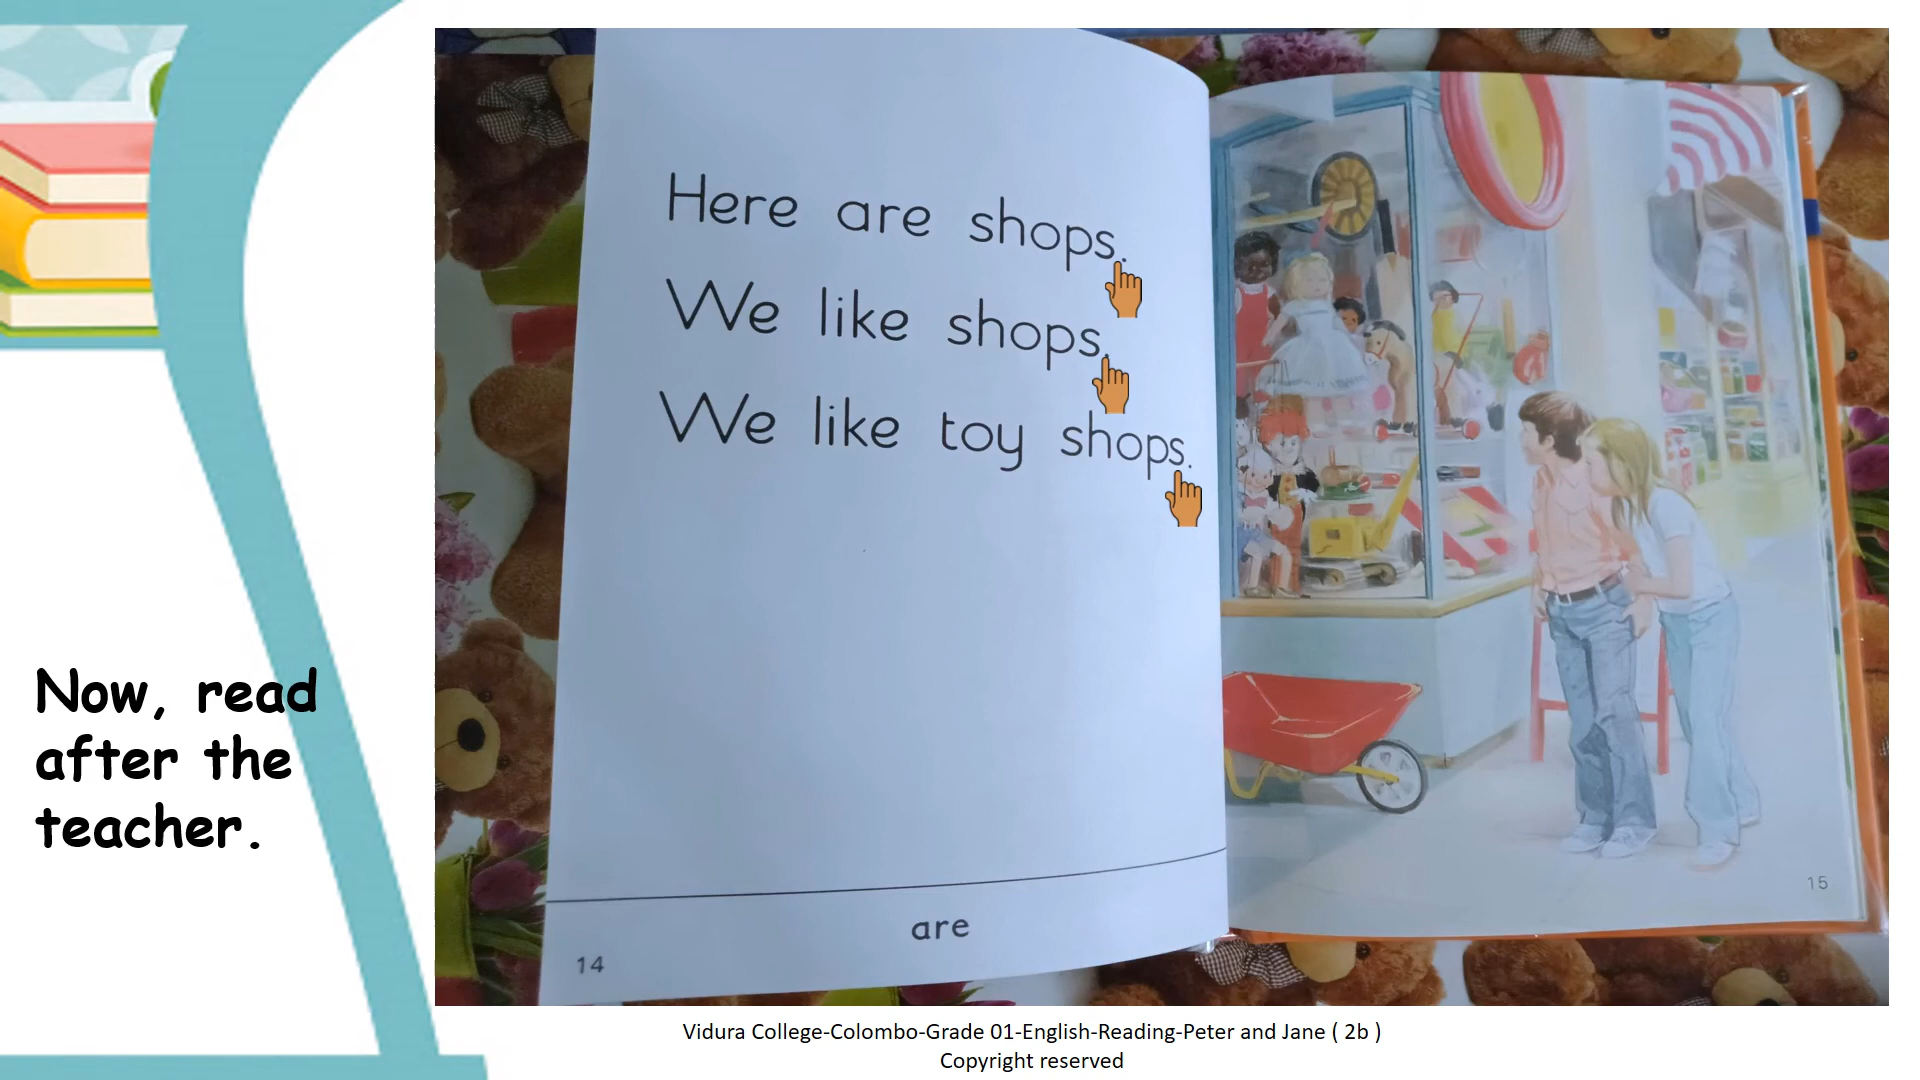 Here are shops.
We like shops.
We like toy shops.
are
14
15
Now, read
after the
teacher.
Vidura College-Colombo-Grade 01-English-Reading-Peter and Jane ( 2b )
Copyright reserved